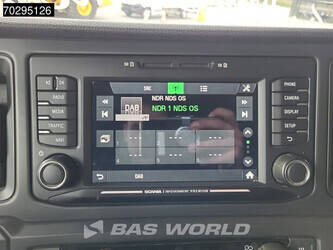 70295126
SRC
NDR NDS OS
NDR 1 NDS OS
DAB
DAB
RADIO
MEDIA
TRAFFIC
NAVI
PHONE
CAMERA
DISPLAY
SETUP
SCANIA
BAS WORLD